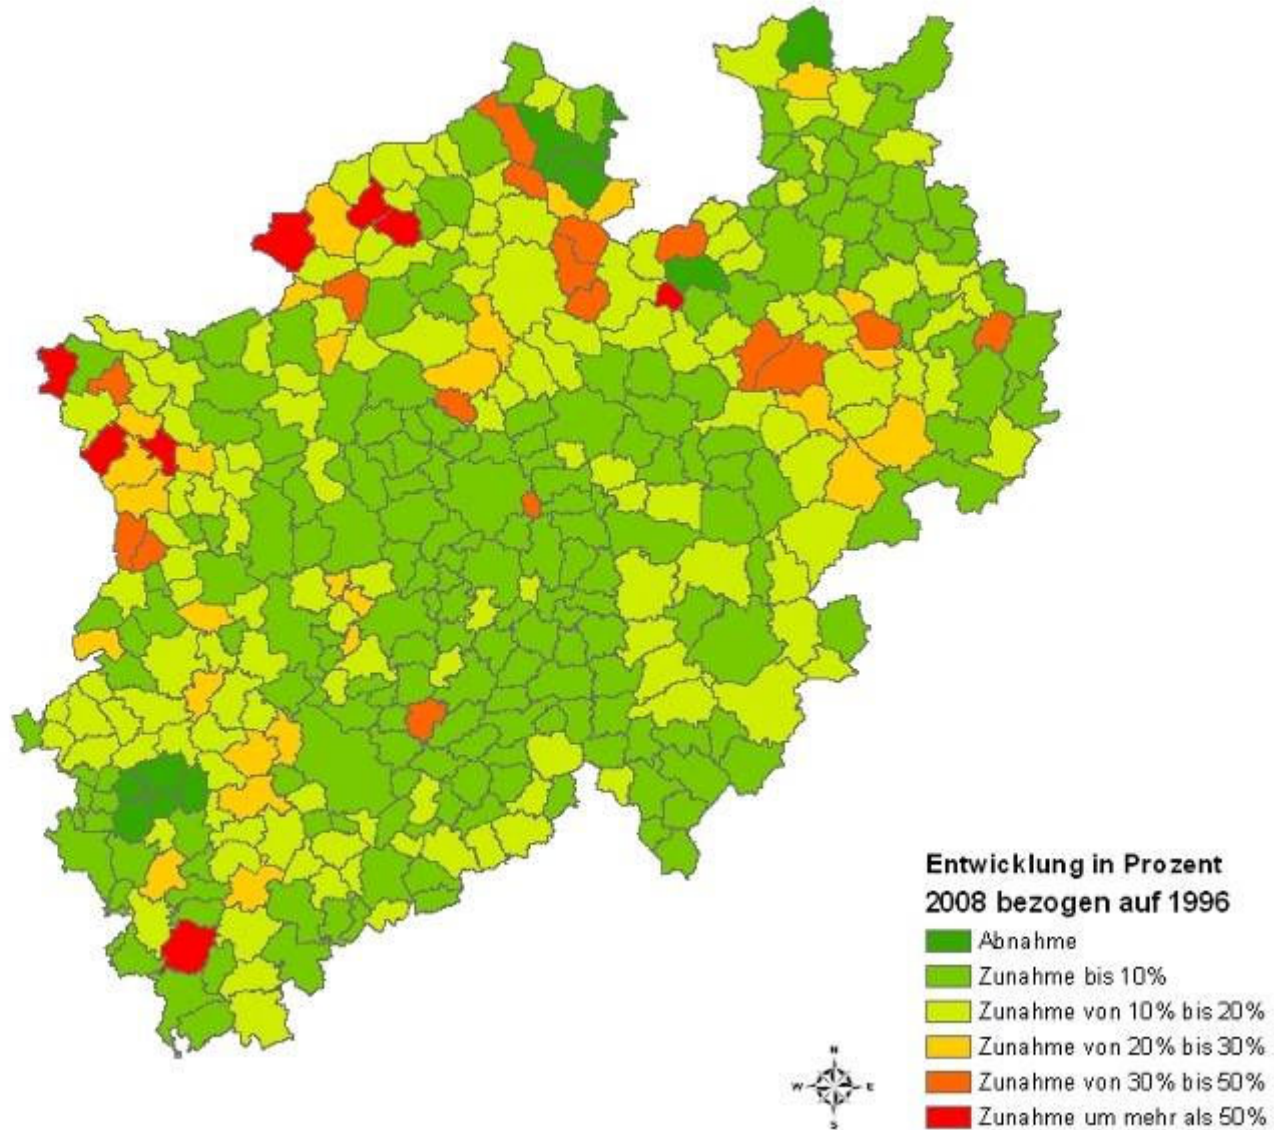 Entwicklung in Prozent
2008 bezogen auf 1996
Abnahme
Zunahme bis 10%
Zunahme von 10% bis 20%
Zunahme von 20% bis 30%
Zunahme von 30% bis 50%
Zunahme um mehr als 50%
N
W E
S